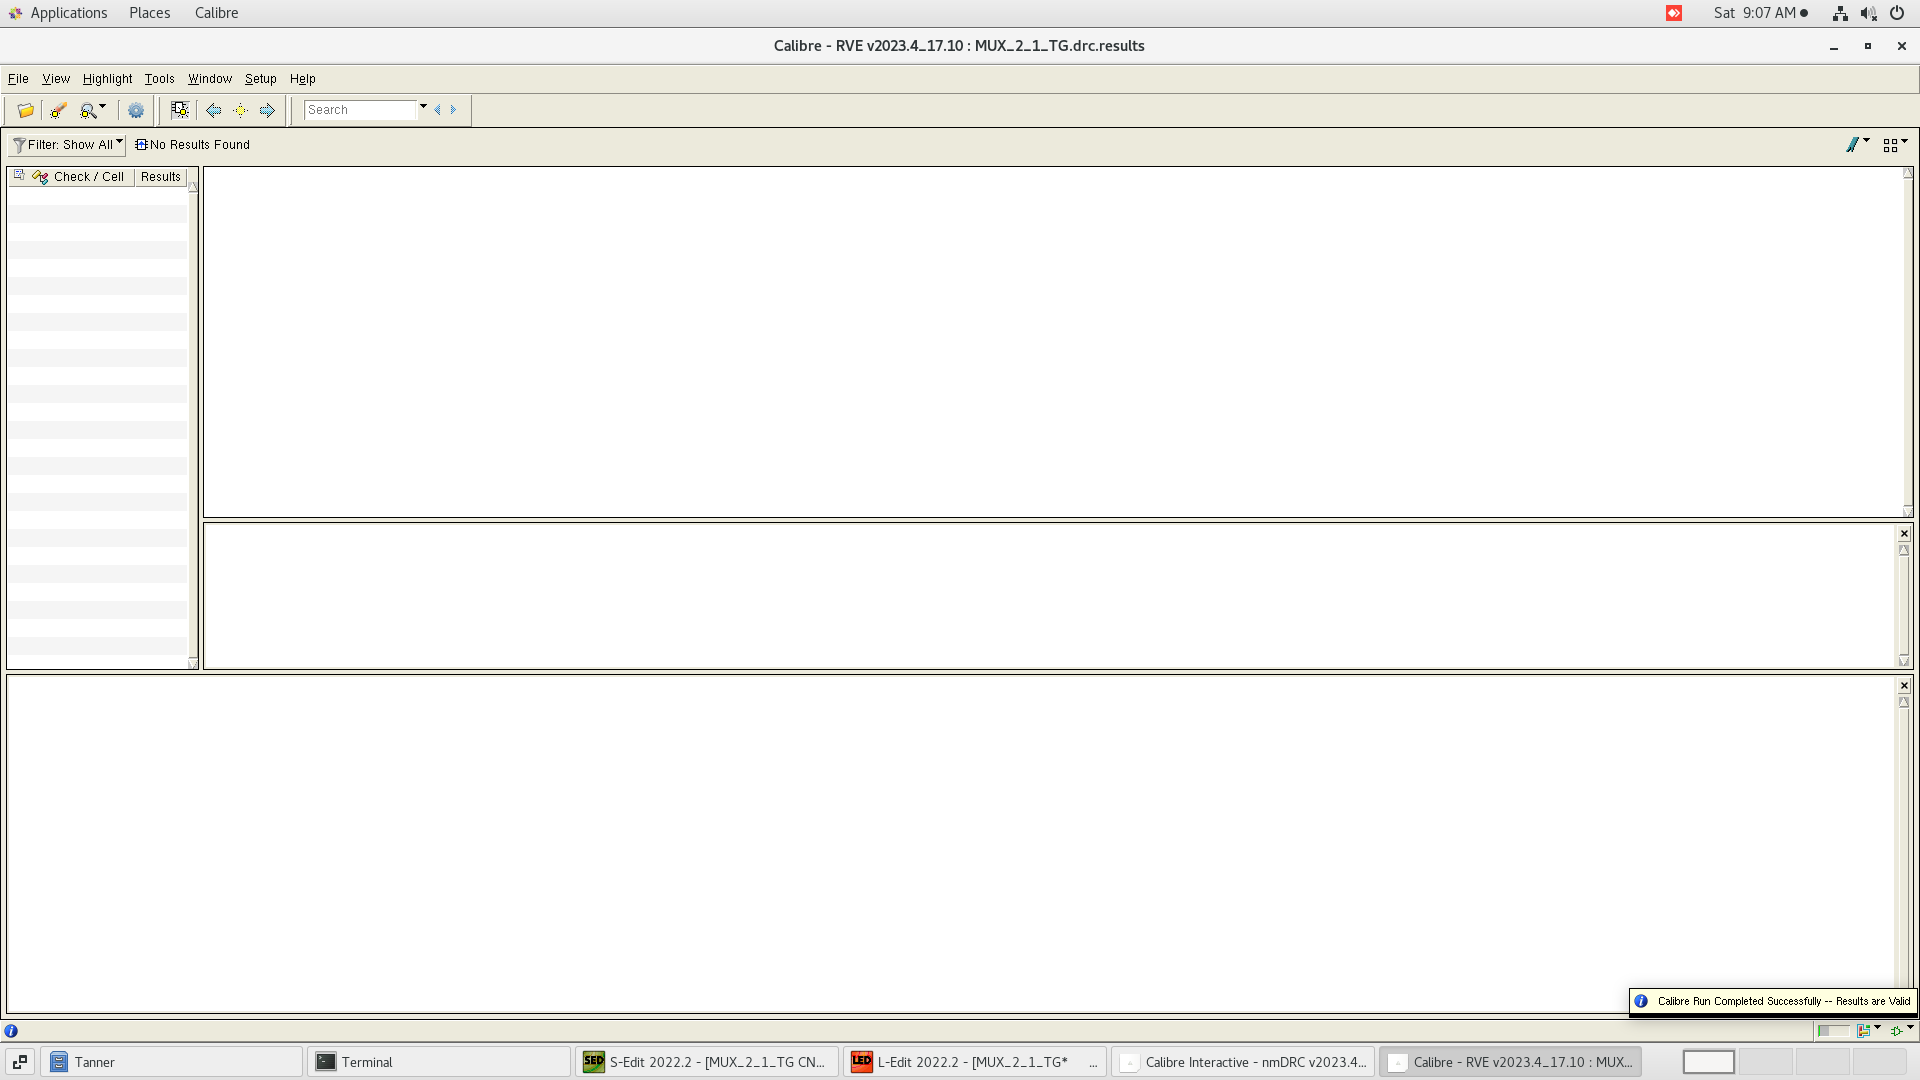 Applications Places Calibre Sat 9:07 AM
Calibre - RVE v2023.4_17.10 : MUX_2_1_TG.drc.results
File View Highlight Tools Window Setup Help
Search
Filter: Show All No Results Found
Check / Cell Results
Calibre Run Completed Successfully -- Results are Valid
Tanner Terminal S-Edit 2022.2 - [MUX_2_1_TG CN... L-Edit 2022.2 - [MUX_2_1_TG* ... Calibre Interactive - nmDRC v2023.4... Calibre - RVE v2023.4_17.10 : MUX...